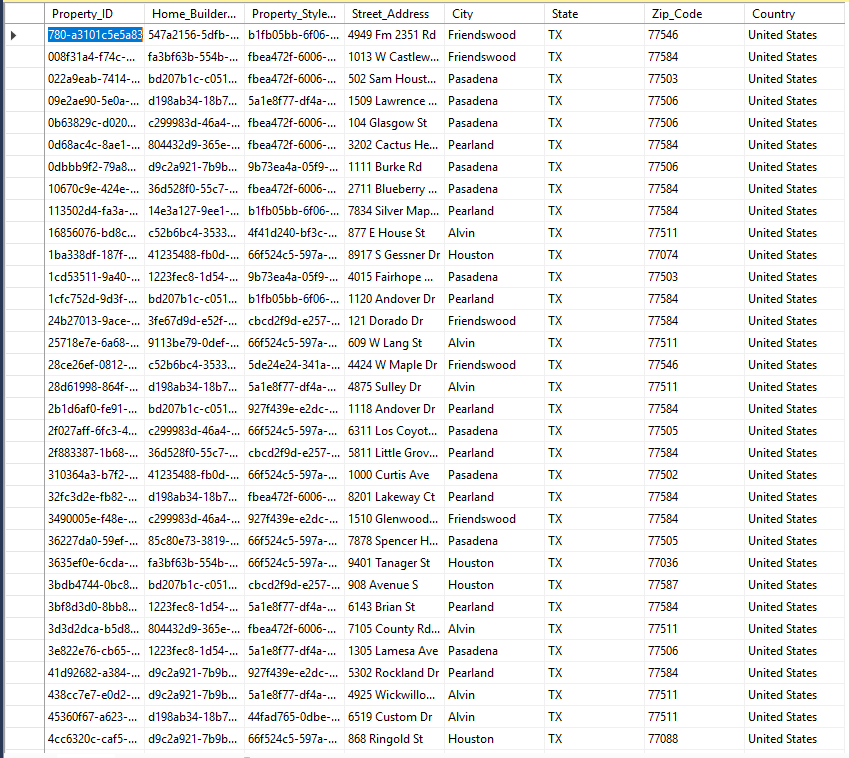 Property_ID Home_Builder... Property_Style... Street_Address City State Zip_Code Country
780-a3101c5e5a83 547a2156-5dfb-... b1fb05bb-6f06-... 4949 Fm 2351 Rd Friendswood TX 77546 United States
008f31a4-f74c-... fa3bf63b-554b-... fbea472f-6006-... 1013 W Castlew... Friendswood TX 77584 United States
022a9eab-7414-... bd207b1c-c051... fbea472f-6006-... 502 Sam Houst... Pasadena TX 77503 United States
09e2ae90-5e0a-... d198ab34-18b7... 5a1e8f77-df4a-... 1509 Lawrence ... Pasadena TX 77506 United States
0b63829c-d020... c299983d-46a4-... fbea472f-6006-... 104 Glasgow St Pasadena TX 77506 United States
0d68ac4c-8ae1-... 804432d9-365e-... fbea472f-6006-... 3202 Cactus He... Pearland TX 77584 United States
0dbbb9f2-79a8... d9c2a921-7b9b... 9b73ea4a-05f9-... 1111 Burke Rd Pasadena TX 77506 United States
10670c9e-424e-... 36d528f0-55c7-... fbea472f-6006-... 2711 Blueberry ... Pasadena TX 77584 United States
113502d4-fa3a-... 14e3a127-9ee1-... b1fb05bb-6f06-... 7834 Silver Map... Pearland TX 77584 United States
16856076-bd8c... c52b6bc4-3533... 4f41d240-bf3c-... 877 E House St Alvin TX 77511 United States
1ba338df-187f-... 41235488-fb0d-... 66f524c5-597a-... 8917 S Gessner Dr Houston TX 77074 United States
1cd53511-9a40-... 1223fec8-1d54-... 9b73ea4a-05f9-... 4015 Fairhope ... Pasadena TX 77503 United States
1cfc752d-9d3f-... bd207b1c-c051... b1fb05bb-6f06-... 1120 Andover Dr Pearland TX 77584 United States
24b27013-9ace-... 3fe67d9d-e52f-... cbcd2f9d-e257-... 121 Dorado Dr Friendswood TX 77584 United States
25718e7e-6a68-... 9113be79-0def-... 66f524c5-597a-... 609 W Lang St Alvin TX 77511 United States
28ce26ef-0812-... c52b6bc4-3533... 5de24e24-341a-... 4424 W Maple Dr Friendswood TX 77546 United States
28d61998-864f-... d198ab34-18b7... 5a1e8f77-df4a-... 4875 Sulley Dr Alvin TX 77511 United States
2b1d6af0-fe91-... bd207b1c-c051... 927f439e-e2dc-... 1118 Andover Dr Pearland TX 77584 United States
2f027aff-6fc3-4... c299983d-46a4-... 66f524c5-597a-... 6311 Los Coyot... Pasadena TX 77505 United States
2f883387-1b68-... 36d528f0-55c7-... cbcd2f9d-e257-... 5811 Little Grov... Pearland TX 77584 United States
310364a3-b7f2-... 41235488-fb0d-... 66f524c5-597a-... 1000 Curtis Ave Pasadena TX 77502 United States
32fc3d2e-fb82-... d198ab34-18b7... fbea472f-6006-... 8201 Lakeway Ct Pearland TX 77584 United States
3490005e-f48e-... c299983d-46a4-... 927f439e-e2dc-... 1510 Glenwood... Friendswood TX 77584 United States
36227da0-59ef-... 85c80e73-3819-... 66f524c5-597a-... 7878 Spencer H... Pasadena TX 77505 United States
3635ef0e-6cda-... fa3bf63b-554b-... 66f524c5-597a-... 9401 Tanager St Houston TX 77036 United States
3bdb4744-0bc8... bd207b1c-c051... cbcd2f9d-e257-... 908 Avenue S Houston TX 77587 United States
3bf8d3d0-8bb8... 1223fec8-1d54-... 5a1e8f77-df4a-... 6143 Brian St Pearland TX 77584 United States
3d3d2dca-b5d8... 804432d9-365e-... fbea472f-6006-... 7105 County Rd... Alvin TX 77511 United States
3e822e76-cb65-... 1223fec8-1d54-... 5a1e8f77-df4a-... 1305 Lamesa Ave Pasadena TX 77506 United States
41d92682-a384-... d9c2a921-7b9b... 927f439e-e2dc-... 5302 Rockland Dr Pearland TX 77584 United States
438cc7e7-e0d2-... d9c2a921-7b9b... 5a1e8f77-df4a-... 4925 Wickwillo... Alvin TX 77511 United States
45360f67-a623-... d198ab34-18b7... 44fad765-0dbe-... 6519 Custom Dr Alvin TX 77511 United States
4cc6320c-caf5-... d9c2a921-7b9b... 66f524c5-597a-... 868 Ringold St Houston TX 77088 United States